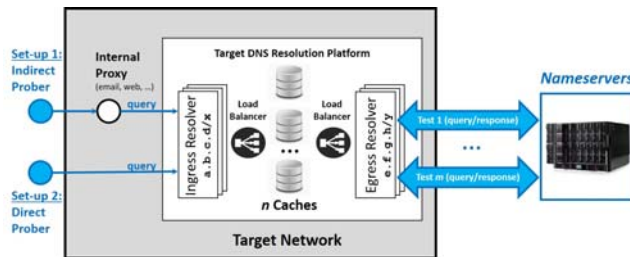 Set-up 1:
Indirect
Prober
Internal
Proxy
(email, web, ...)
query
Target DNS Resolution Platform
Ingress Resolver
a.b.c.d/x
Load
Balancer
...
n Caches
Load
Balancer
Egress Resolver
e.f.g.h/y
Test 1 (query/response)
...
Test m (query/response)
Nameservers
query
Set-up 2:
Direct
Prober
Target Network